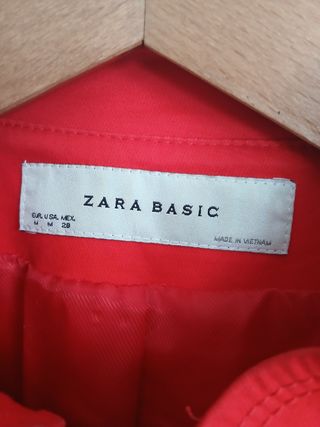 ZARA BASIC
EUR. USA. MEX.
M M 28
MADE IN VIETNAM